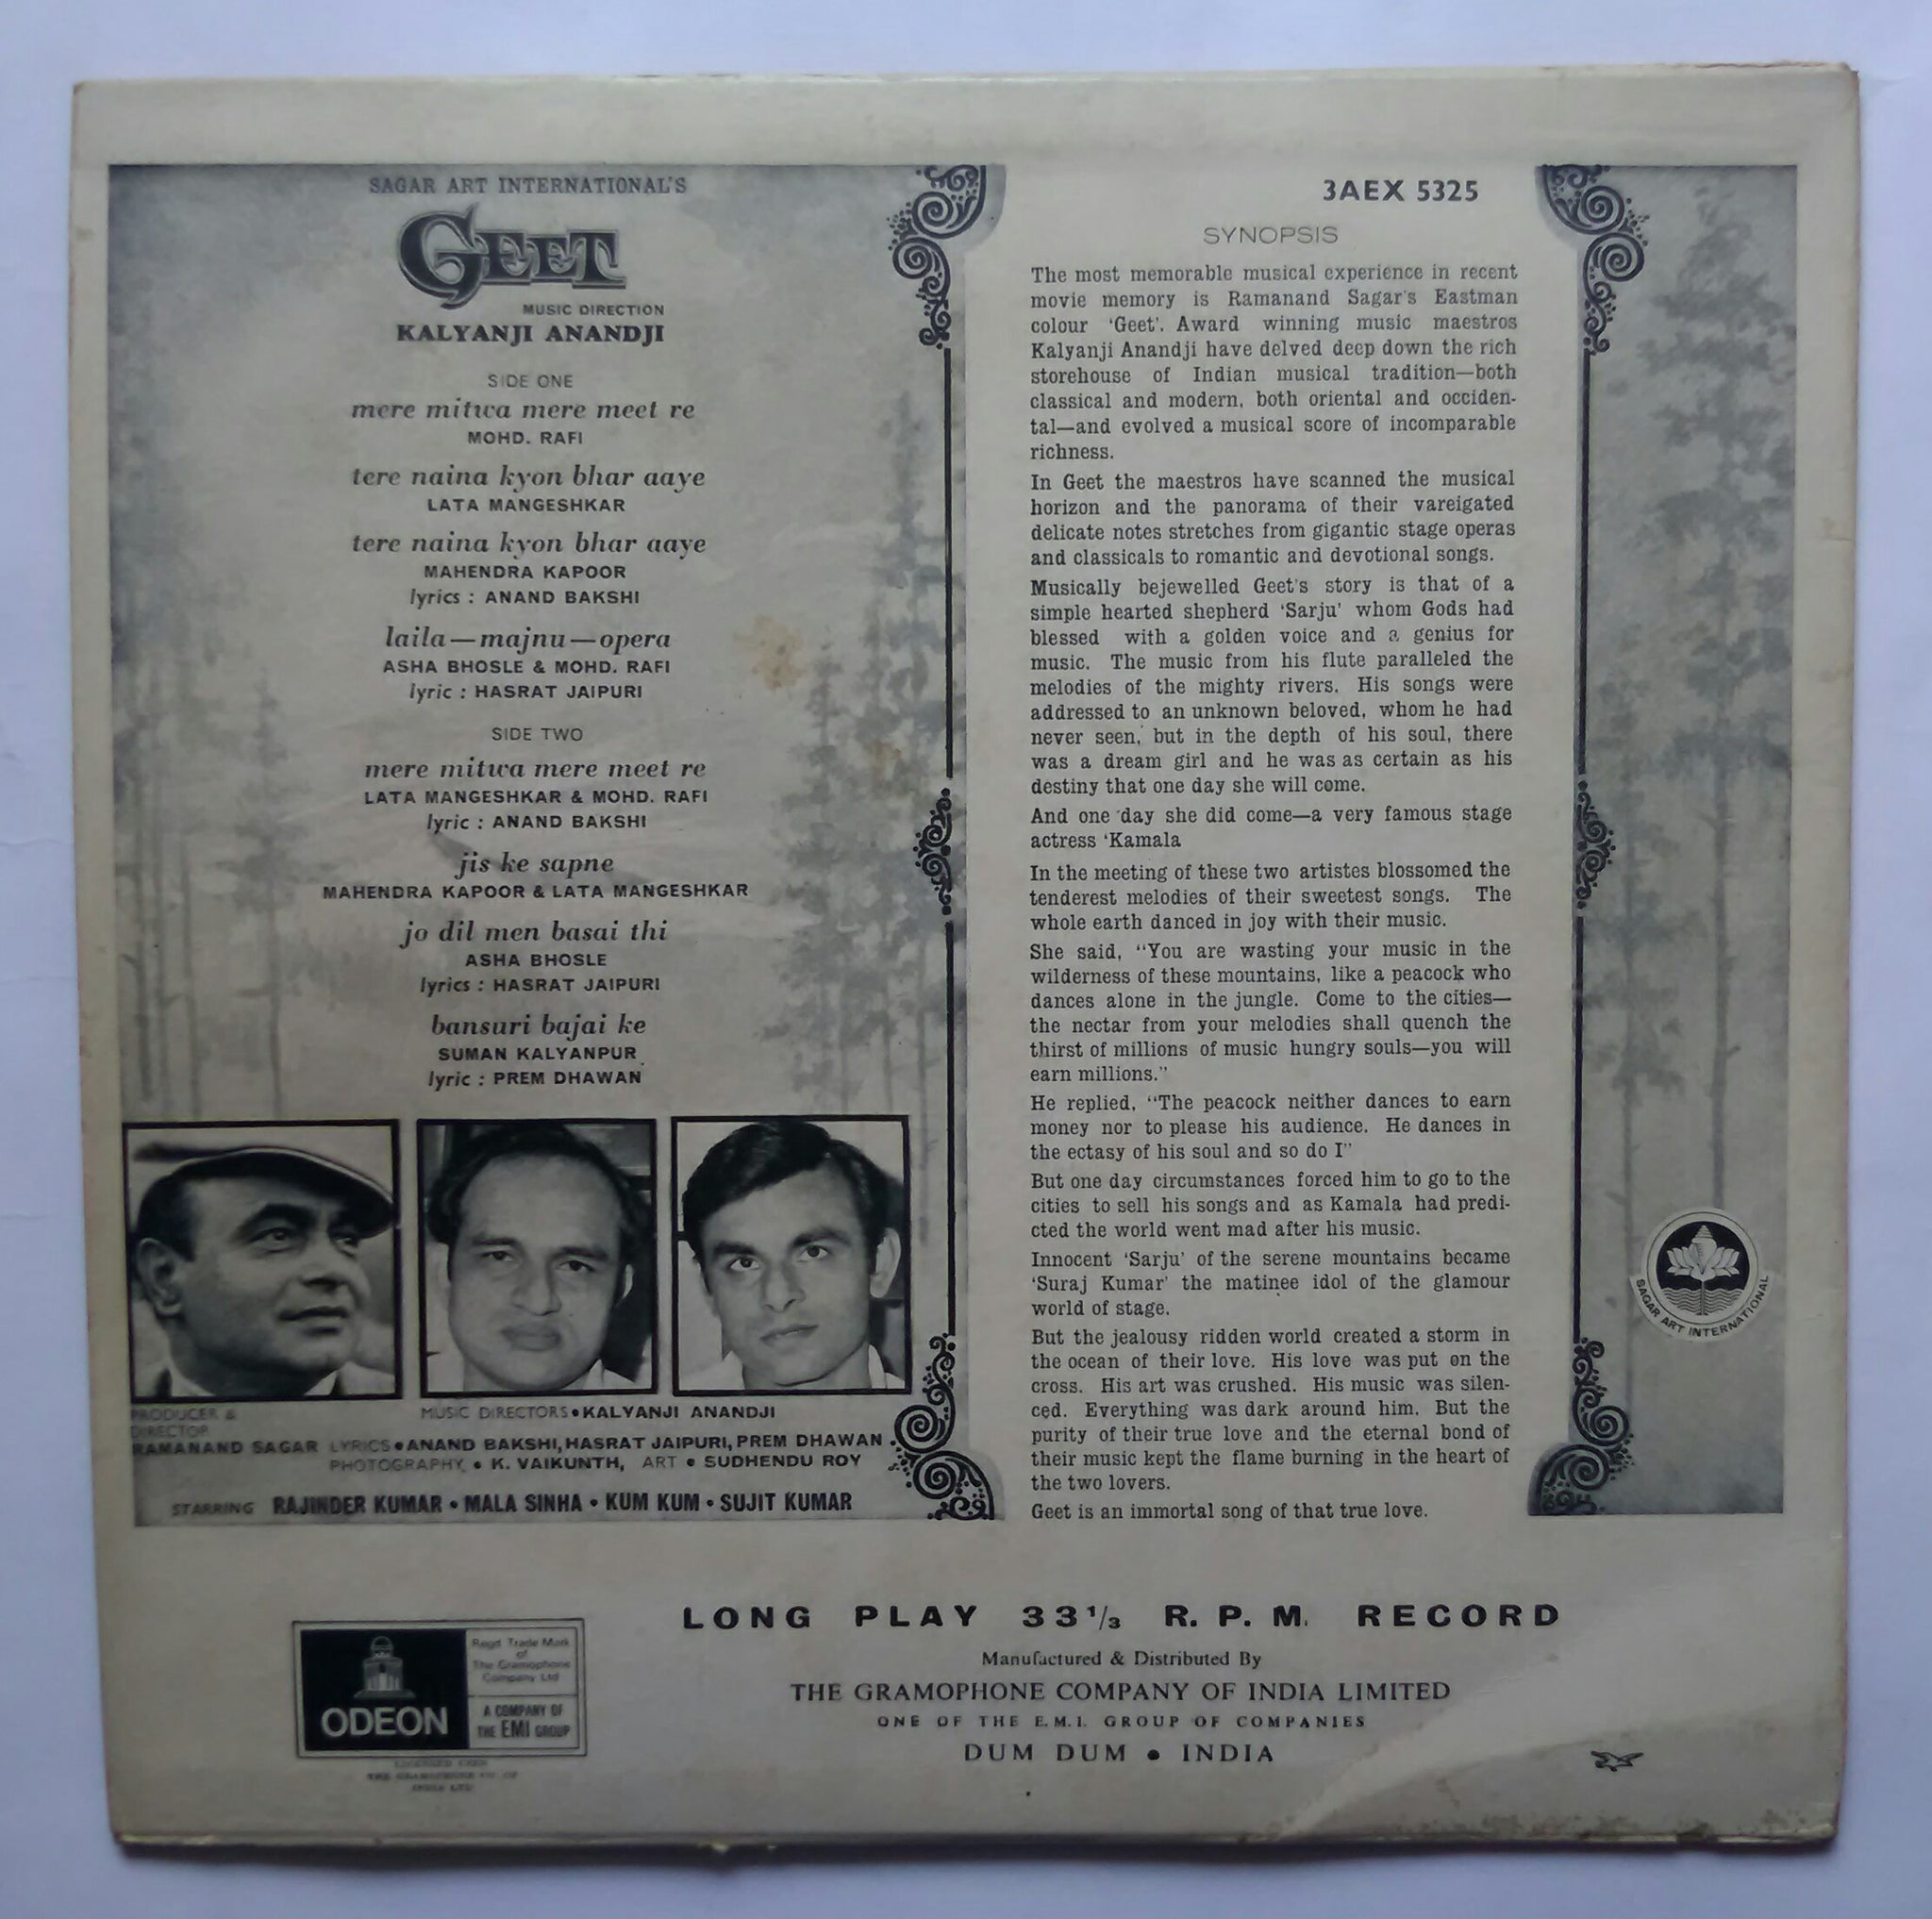 SAGAR ART INTERNATIONAL'S
GEET
MUSIC DIRECTION
KALYANJI ANANDJI
SIDE ONE
mere mitwa mere meet re
MOHD. RAFI
tere naina kyon bhar aaye
LATA MANGESHKAR
tere naina kyon bhar aaye
MAHENDRA KAPOOR
lyrics : ANAND BAKSHI
laila—majnu—opera
ASHA BHOSLE & MOHD. RAFI
lyric : HASRAT JAIPURI
SIDE TWO
mere mitwa mere meet re
LATA MANGESHKAR & MOHD. RAFI
lyric : ANAND BAKSHI
jis ke sapne
MAHENDRA KAPOOR & LATA MANGESHKAR
jo dil men basai thi
ASHA BHOSLE
lyrics : HASRAT JAIPURI
bansuri bajai ke
SUMAN KALYANPUR
lyric : PREM DHAWAN
PRODUCER &
DIRECTOR
RAMANAND SAGAR
MUSIC DIRECTORS•KALYANJI ANANDJI
LYRICS•ANAND BAKSHI, HASRAT JAIPURI, PREM DHAWAN
PHOTOGRAPHY • K. VAIKUNTH, ART • SUDHENDU ROY
STARRING RAJINDER KUMAR • MALA SINHA • KUM KUM • SUJIT KUMAR
3AEX 5325
SYNOPSIS
The most memorable musical experience in recent
movie memory is Ramanand Sagar's Eastman
colour 'Geet'. Award winning music maestros
Kalyanji Anandji have delved deep down the rich
storehouse of Indian musical tradition—both
classical and modern, both oriental and occiden-
tal—and evolved a musical score of incomparable
richness.
In Geet the maestros have scanned the musical
horizon and the panorama of their vareigated
delicate notes stretches from gigantic stage operas
and classicals to romantic and devotional songs.
Musically bejewelled Geet's story is that of a
simple hearted shepherd 'Sarju' whom Gods had
blessed with a golden voice and a genius for
music. The music from his flute paralleled the
melodies of the mighty rivers. His songs were
addressed to an unknown beloved, whom he had
never seen, but in the depth of his soul, there
was a dream girl and he was as certain as his
destiny that one day she will come.
And one day she did come—a very famous stage
actress 'Kamala
In the meeting of these two artistes blossomed the
tenderest melodies of their sweetest songs. The
whole earth danced in joy with their music.
She said, "You are wasting your music in the
wilderness of these mountains, like a peacock who
dances alone in the jungle. Come to the cities—
the nectar from your melodies shall quench the
thirst of millions of music hungry souls—you will
earn millions."
He replied, "The peacock neither dances to earn
money nor to please his audience. He dances in
the ectasy of his soul and so do I"
But one day circumstances forced him to go to the
cities to sell his songs and as Kamala had predi-
cted the world went mad after his music.
Innocent 'Sarju' of the serene mountains became
'Suraj Kumar' the matinee idol of the glamour
world of stage.
But the jealousy ridden world created a storm in
the ocean of their love. His love was put on the
cross. His art was crushed. His music was silen-
ced. Everything was dark around him. But the
purity of their true love and the eternal bond of
their music kept the flame burning in the heart of
the two lovers.
Geet is an immortal song of that true love.
SAGAR ART INTERNATIONAL
LONG PLAY 33⅓ R. P. M. RECORD
Manufactured & Distributed By
THE GRAMOPHONE COMPANY OF INDIA LIMITED
ONE OF THE E.M.I. GROUP OF COMPANIES
DUM DUM • INDIA
ODEON
Regd Trade Mark
of
The Gramophone
Company Ltd
A COMPANY OF
THE EMI GROUP
THE GRAMOPHONE CO. OF
INDIA LTD